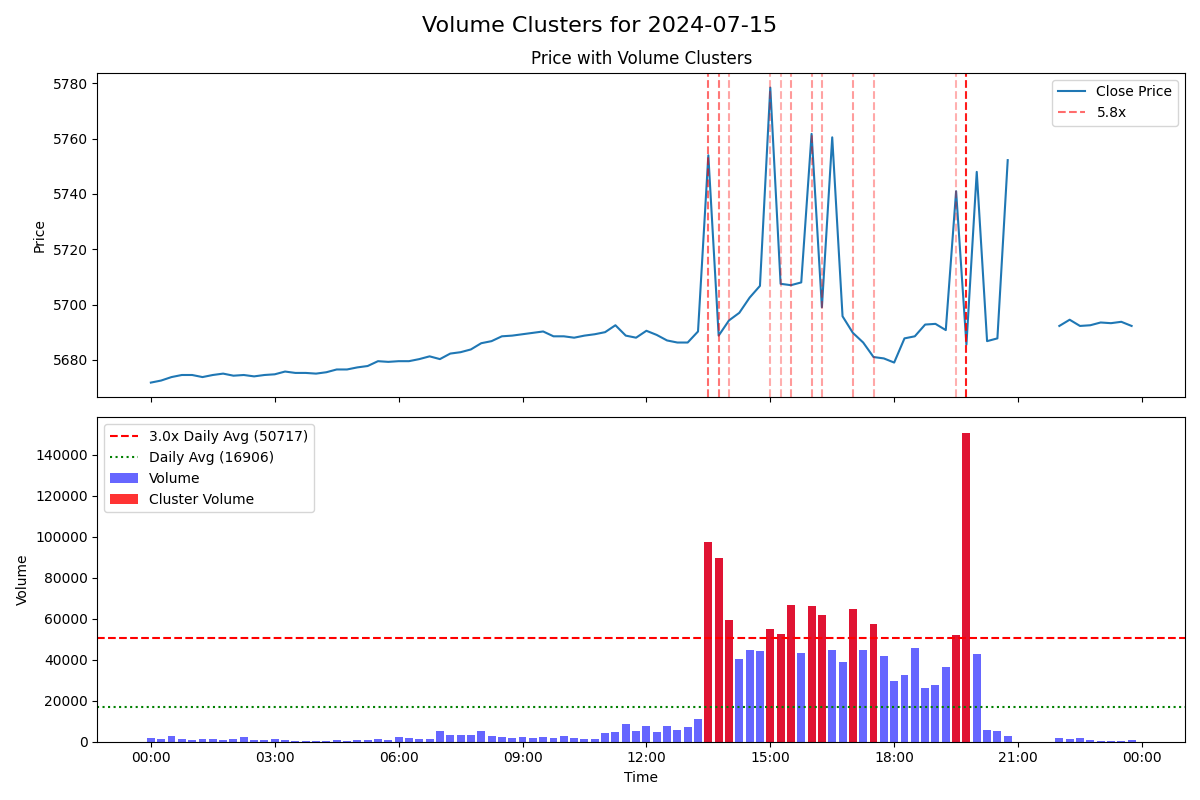 Volume Clusters for 2024-07-15
Price with Volume Clusters
5780
5760
5740
5720
5700
5680
Price
Close Price
5.8x
3.0x Daily Avg (50717)
Daily Avg (16906)
Volume
Cluster Volume
140000
120000
100000
80000
60000
40000
20000
0
Volume
00:00 03:00 06:00 09:00 12:00 15:00 18:00 21:00 00:00
Time